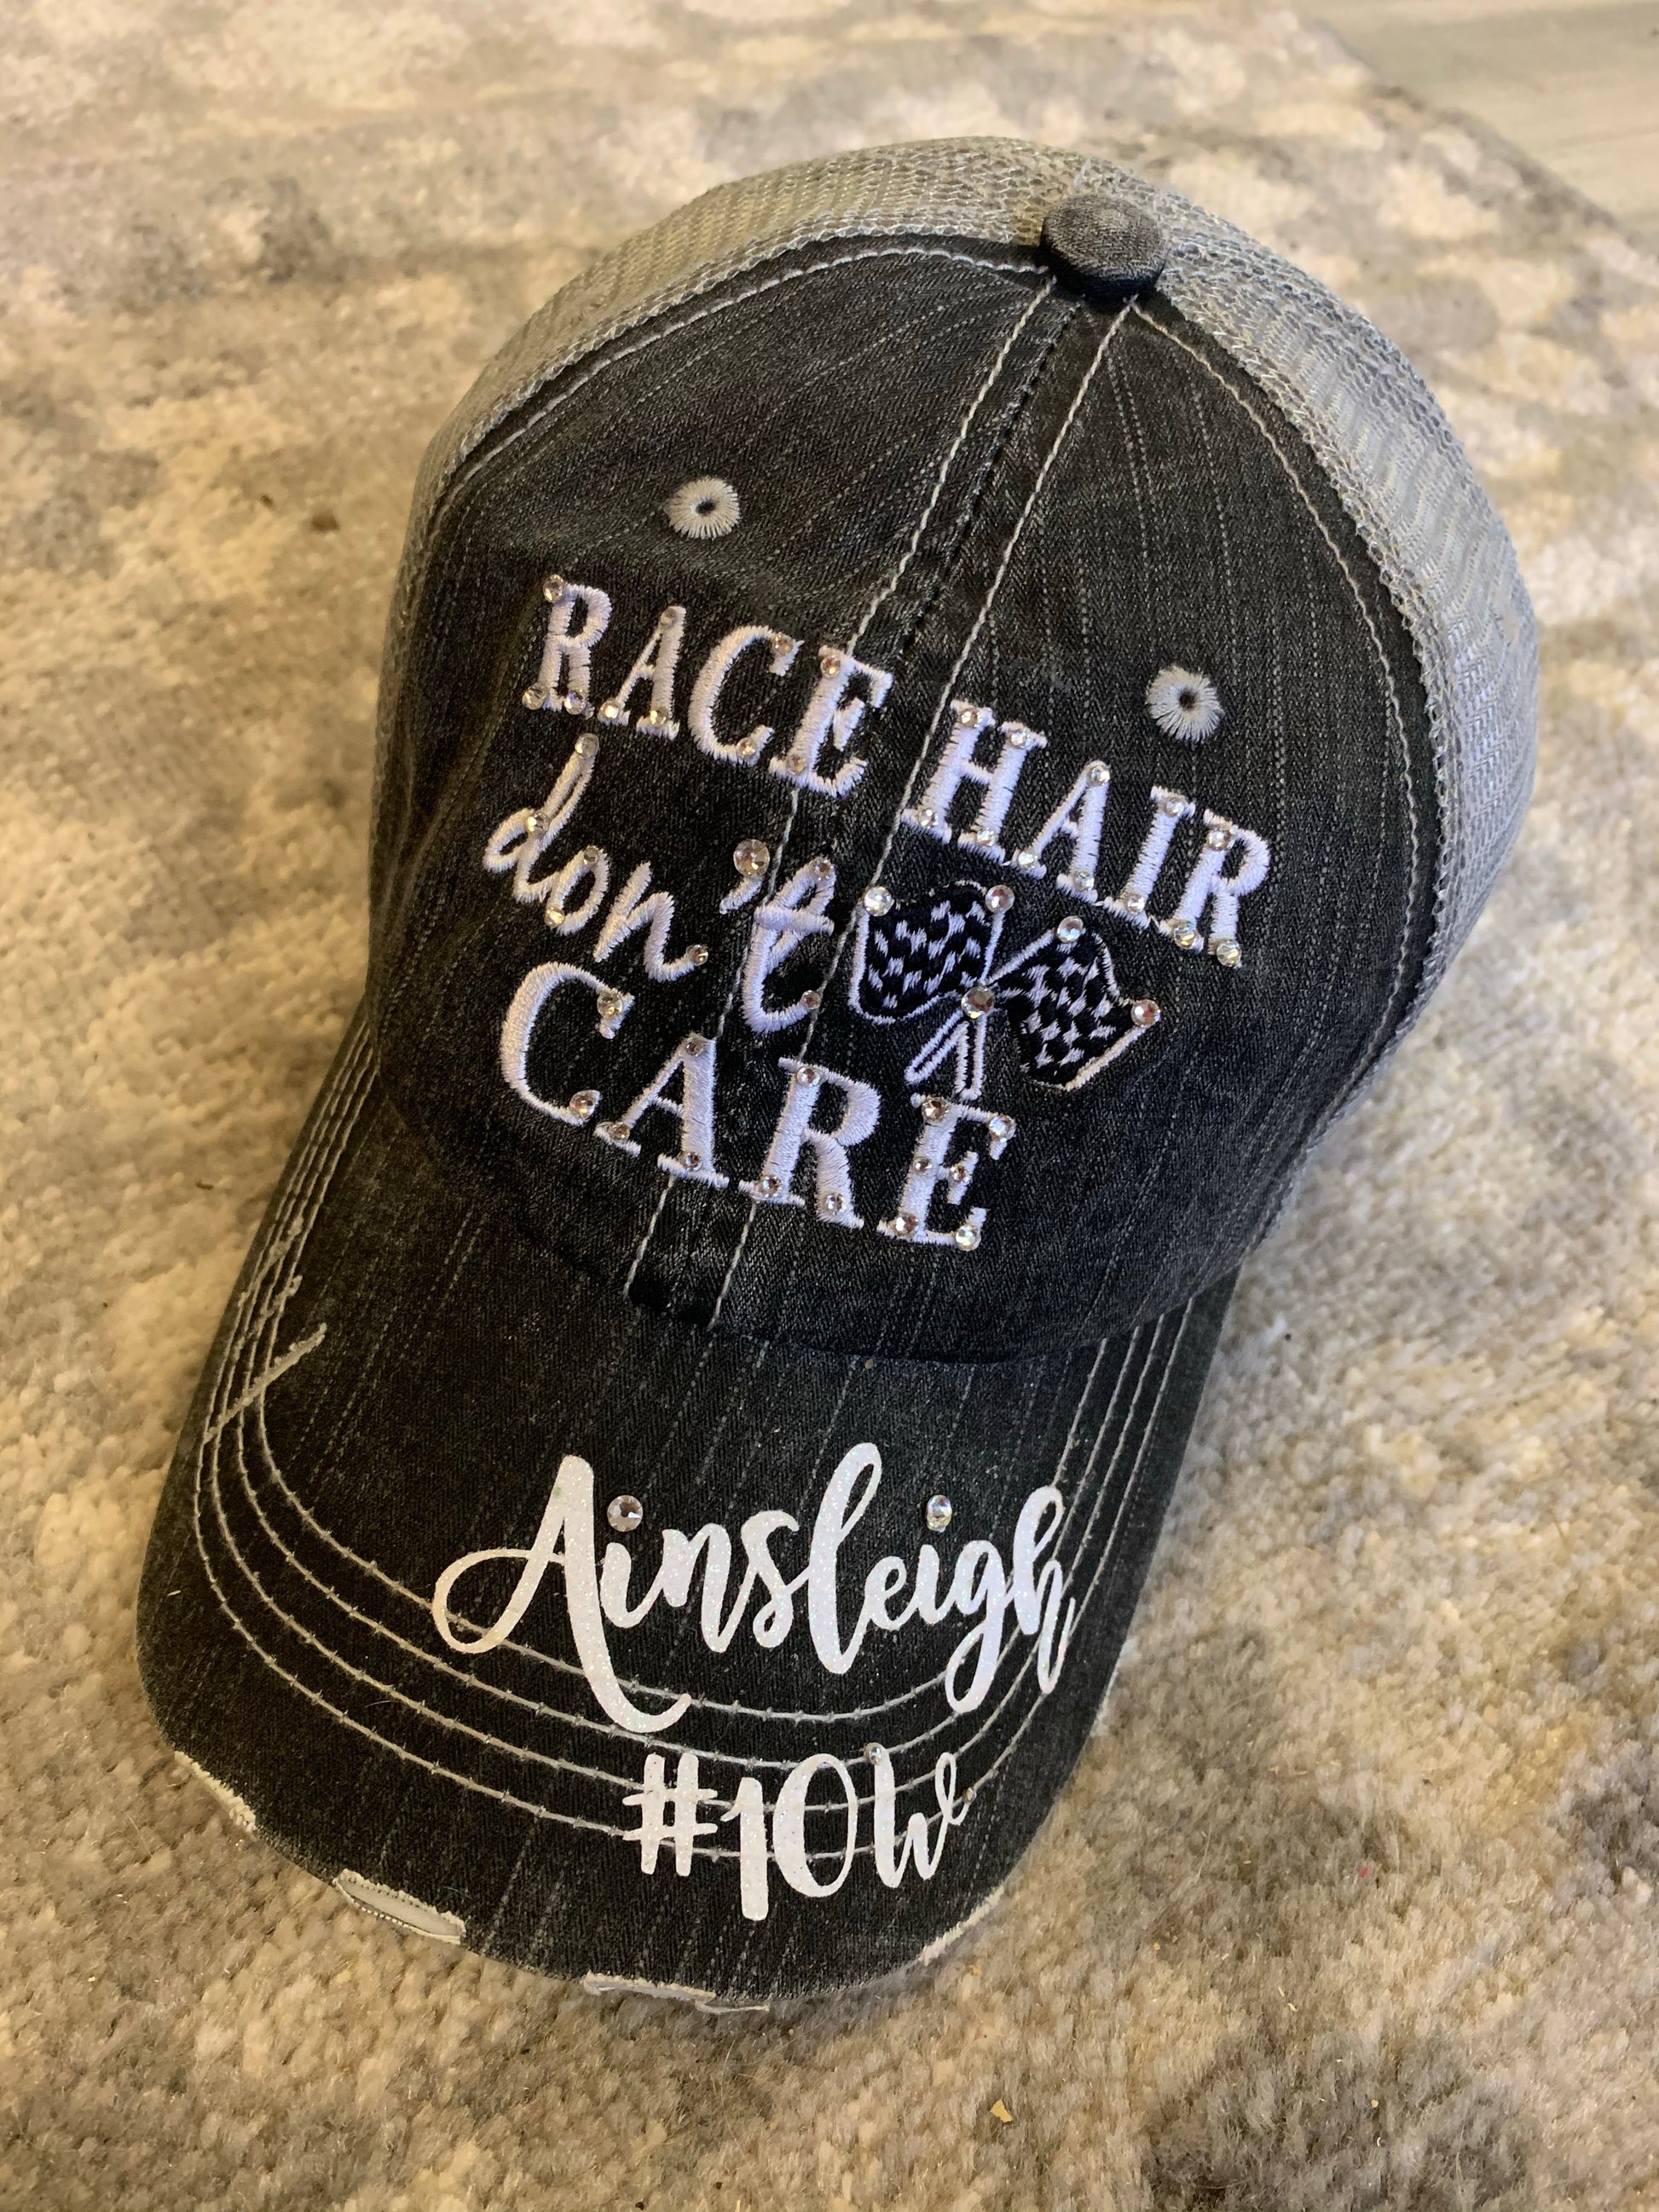 RACE HAIR
don't
CARE
Ainsleigh
#10W